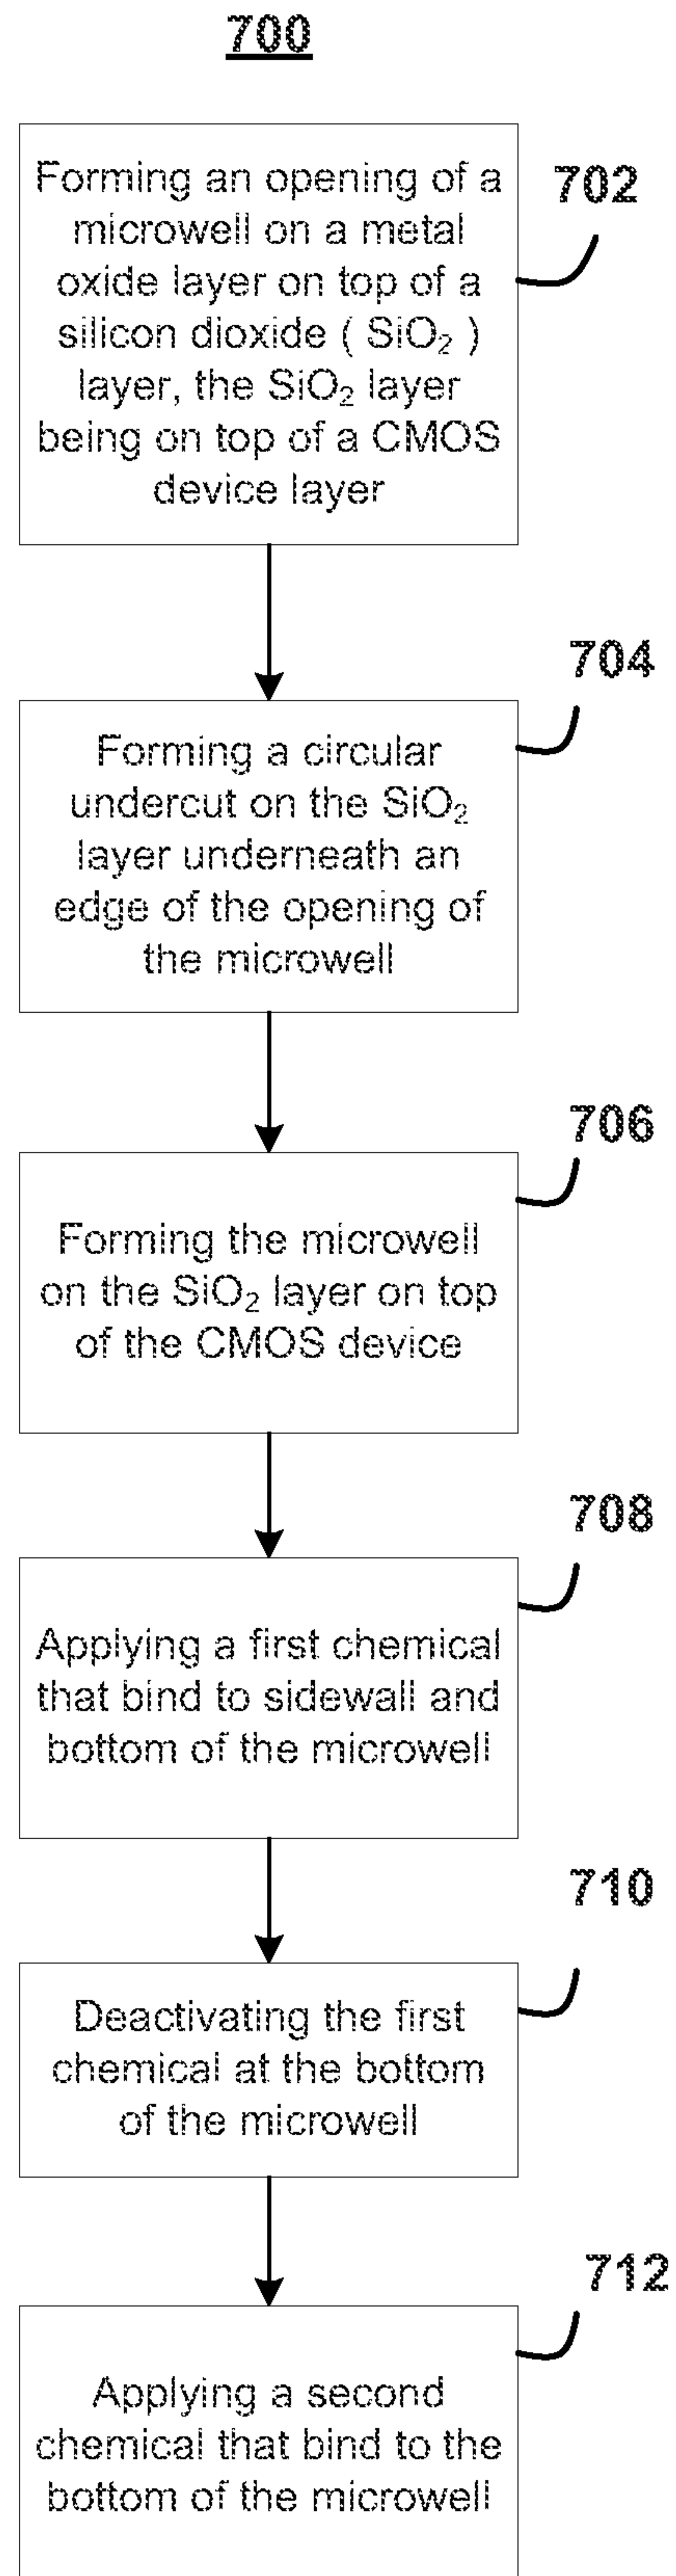 700
Forming an opening of a
microwell on a metal
oxide layer on top of a
silicon dioxide ( SiO₂ )
layer, the SiO₂ layer
being on top of a CMOS
device layer
702
Forming a circular
undercut on the SiO₂
layer underneath an
edge of the opening of
the microwell
704
Forming the microwell
on the SiO₂ layer on top
of the CMOS device
706
Applying a first chemical
that bind to sidewall and
bottom of the microwell
708
Deactivating the first
chemical at the bottom
of the microwell
710
Applying a second
chemical that bind to the
bottom of the microwell
712